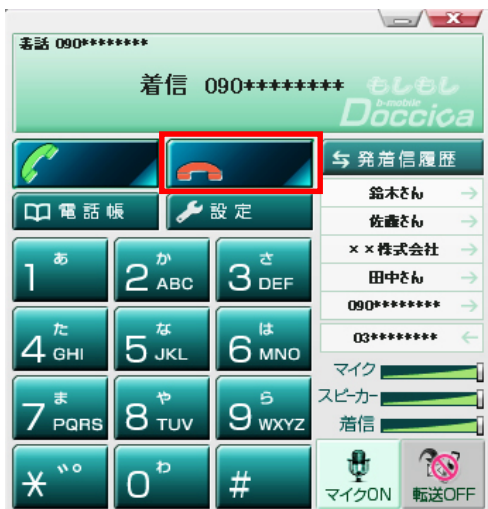 着話 090********
着信 090********
もしもし
b-mobile
Doccica
発着信履歴
電話帳
設定
鈴木さん →
佐藤さん →
××株式会社 →
田中さん →
090******** →
03******** ←
1 あ
2 か ABC
3 さ DEF
4 た GHI
5 な JKL
6 は MNO
7 ま PQRS
8 や TUV
9 ら WXYZ
* ゛゜
0 わ
#
マイク
スピーカー
着信
マイクON
転送OFF